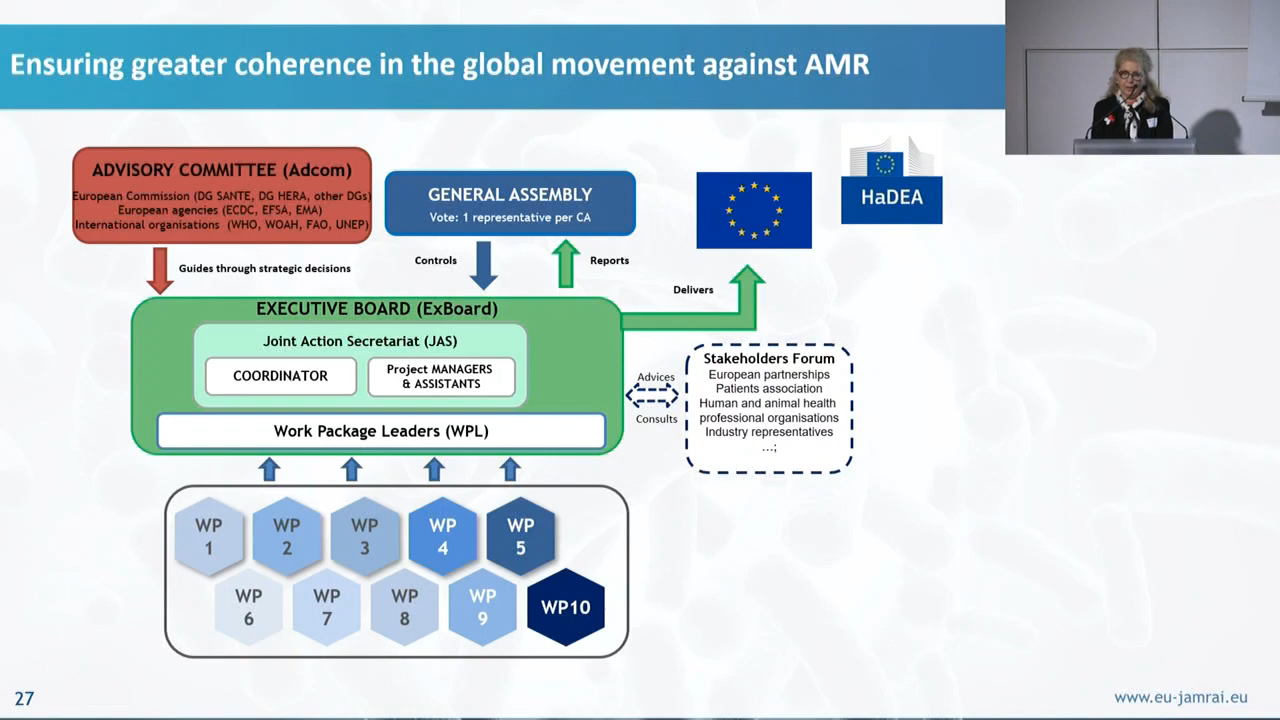 Ensuring greater coherence in the global movement against AMR
ADVISORY COMMITTEE (Adcom)
European Commission (DG SANTE, DG HERA, other DGs)
European agencies (ECDC, EFSA, EMA)
International organisations (WHO, WOAH, FAO, UNEP)
GENERAL ASSEMBLY
Vote: 1 representative per CA
HaDEA
Guides through strategic decisions
Controls
Reports
Delivers
EXECUTIVE BOARD (ExBoard)
Joint Action Secretariat (JAS)
COORDINATOR
Project MANAGERS
& ASSISTANTS
Work Package Leaders (WPL)
Advices
Consults
Stakeholders Forum
European partnerships
Patients association
Human and animal health
professional organisations
Industry representatives
...;
WP
1
WP
2
WP
3
WP
4
WP
5
WP
6
WP
7
WP
8
WP
9
WP10
27
www.eu-jamrai.eu